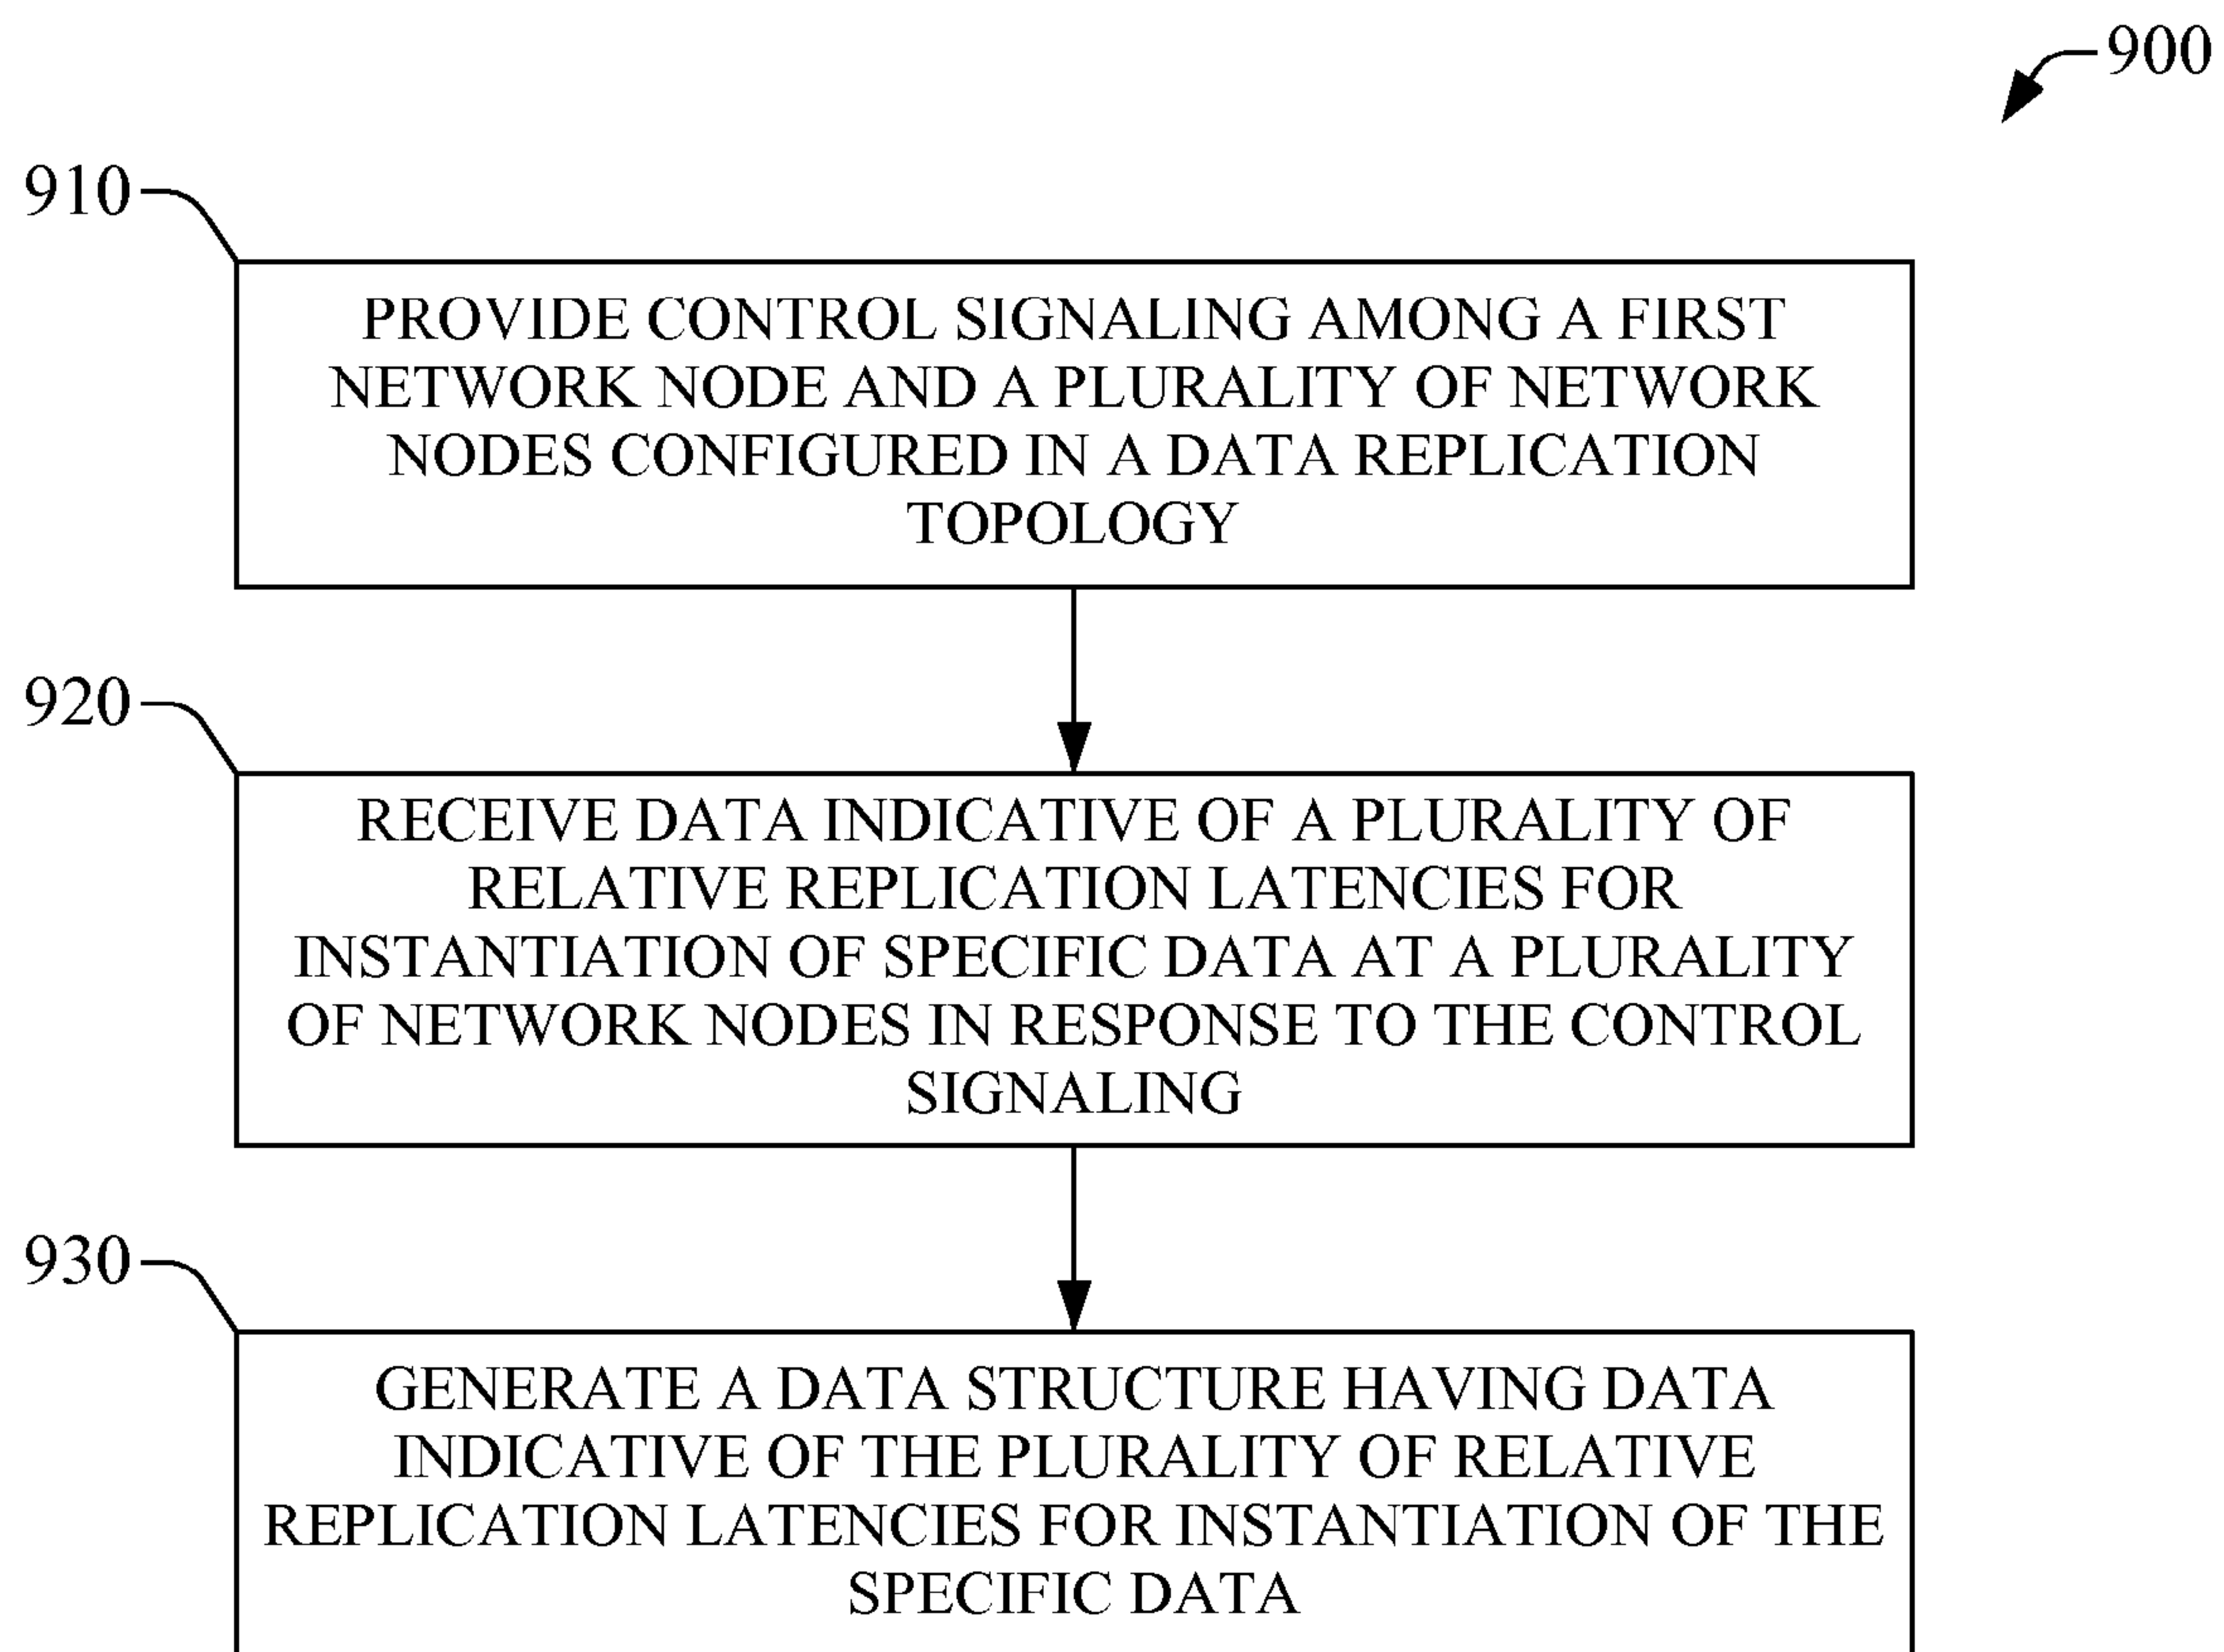 900
910
PROVIDE CONTROL SIGNALING AMONG A FIRST
NETWORK NODE AND A PLURALITY OF NETWORK
NODES CONFIGURED IN A DATA REPLICATION
TOPOLOGY
920
RECEIVE DATA INDICATIVE OF A PLURALITY OF
RELATIVE REPLICATION LATENCIES FOR
INSTANTIATION OF SPECIFIC DATA AT A PLURALITY
OF NETWORK NODES IN RESPONSE TO THE CONTROL
SIGNALING
930
GENERATE A DATA STRUCTURE HAVING DATA
INDICATIVE OF THE PLURALITY OF RELATIVE
REPLICATION LATENCIES FOR INSTANTIATION OF THE
SPECIFIC DATA